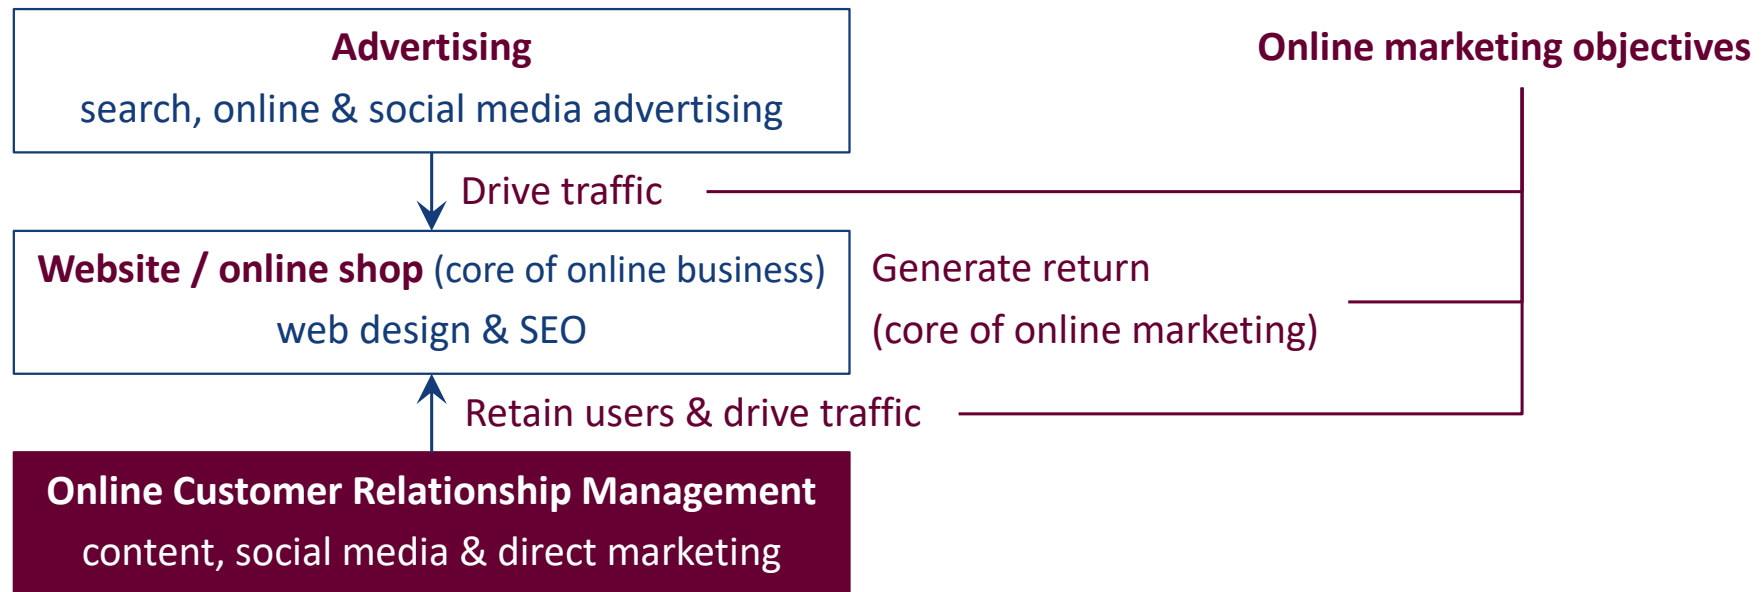 Advertising
search, online & social media advertising
Online marketing objectives
Drive traffic
Website / online shop (core of online business)
web design & SEO
Generate return
(core of online marketing)
Retain users & drive traffic
Online Customer Relationship Management
content, social media & direct marketing